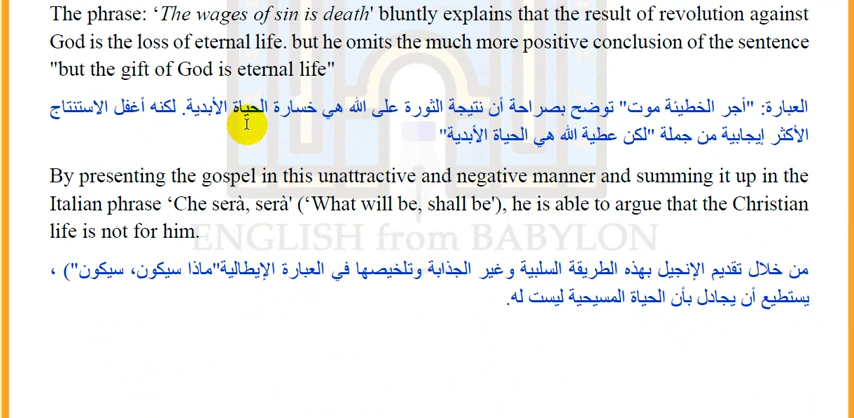 The phrase: ‘The wages of sin is death' bluntly explains that the result of revolution against
God is the loss of eternal life. but he omits the much more positive conclusion of the sentence
"but the gift of God is eternal life"
العبارة: "أجر الخطيئة موت" توضح بصراحة أن نتيجة الثورة على الله هي خسارة الحياة الأبدية. لكنه أغفل الاستنتاج
الأكثر إيجابية من جملة "لكن عطية الله هي الحياة الأبدية"
By presenting the gospel in this unattractive and negative manner and summing it up in the
Italian phrase ‘Che serà, serà' (‘What will be, shall be'), he is able to argue that the Christian
life is not for him.
ENGLISH from BABYLON
من خلال تقديم الإنجيل بهذه الطريقة السلبية وغير الجذابة وتلخيصها في العبارة الإيطالية"ماذا سيكون، سيكون") ،
يستطيع أن يجادل بأن الحياة المسيحية ليست له.